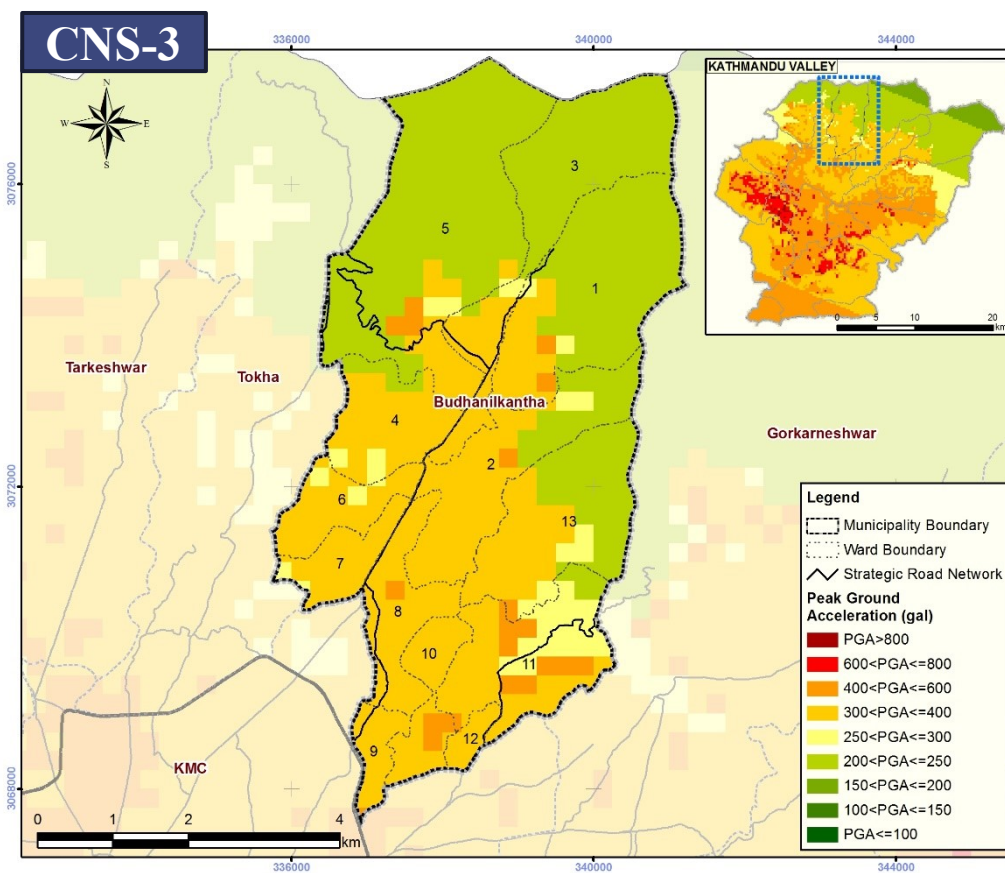 CNS-3
336000
340000
344000
KATHMANDU VALLEY
N
W
E
S
3
3076000
5
1
0
5
10
20
km
Tarkeshwar
Tokha
Budhanilkantha
4
Gorkarneshwar
2
3072000
6
13
7
8
10
11
12
9
KMC
3068000
0
1
2
4
km
Legend
Municipality Boundary
Ward Boundary
Strategic Road Network
Peak Ground
Acceleration (gal)
PGA>800
600<PGA<=800
400<PGA<=600
300<PGA<=400
250<PGA<=300
200<PGA<=250
150<PGA<=200
100<PGA<=150
PGA<=100
336000
340000
344000